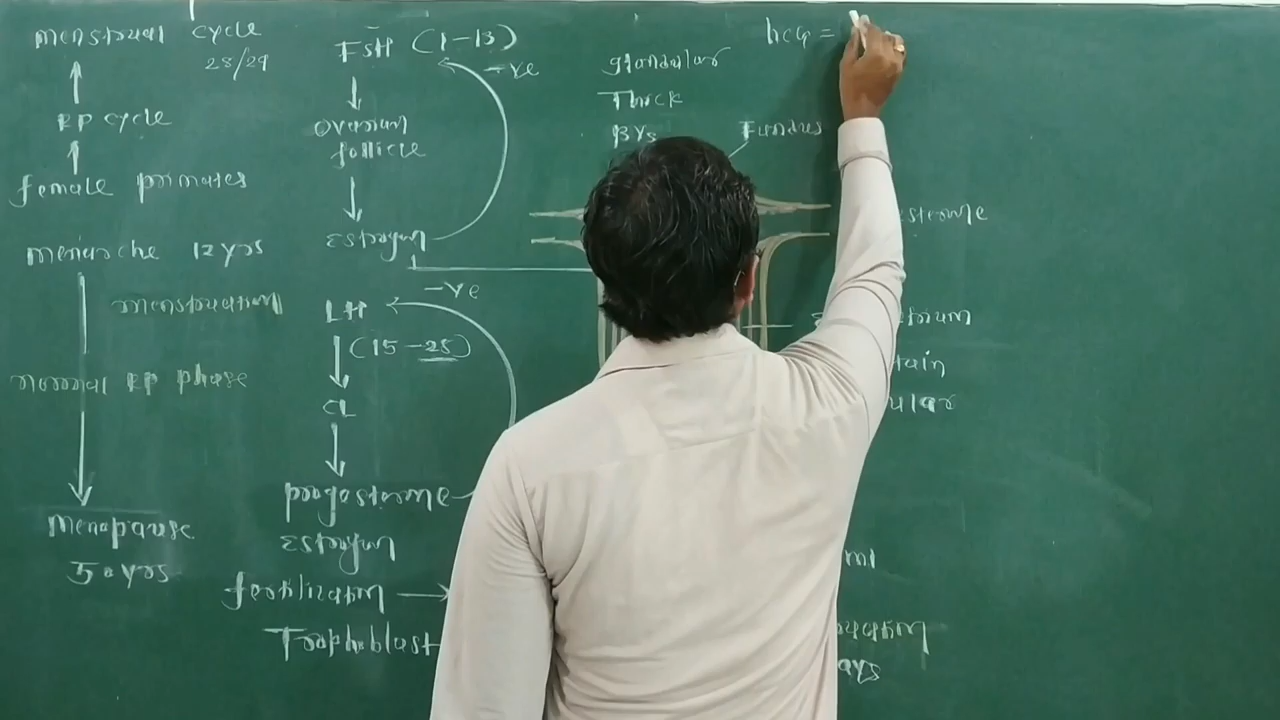 menstrual cycle
28/29
RP cycle
female primates
Menarche 12 yrs
menstruation
normal RP phase
Menopause
50 yrs
FSH (1-13)
-ve
Ovarian
follicle
Estrogen
-ve
LH
(15-25)
CL
progesterone
Estrogen
fertilization →
Trophoblast
glandular
Thick
BVs
Fundus
hCG =